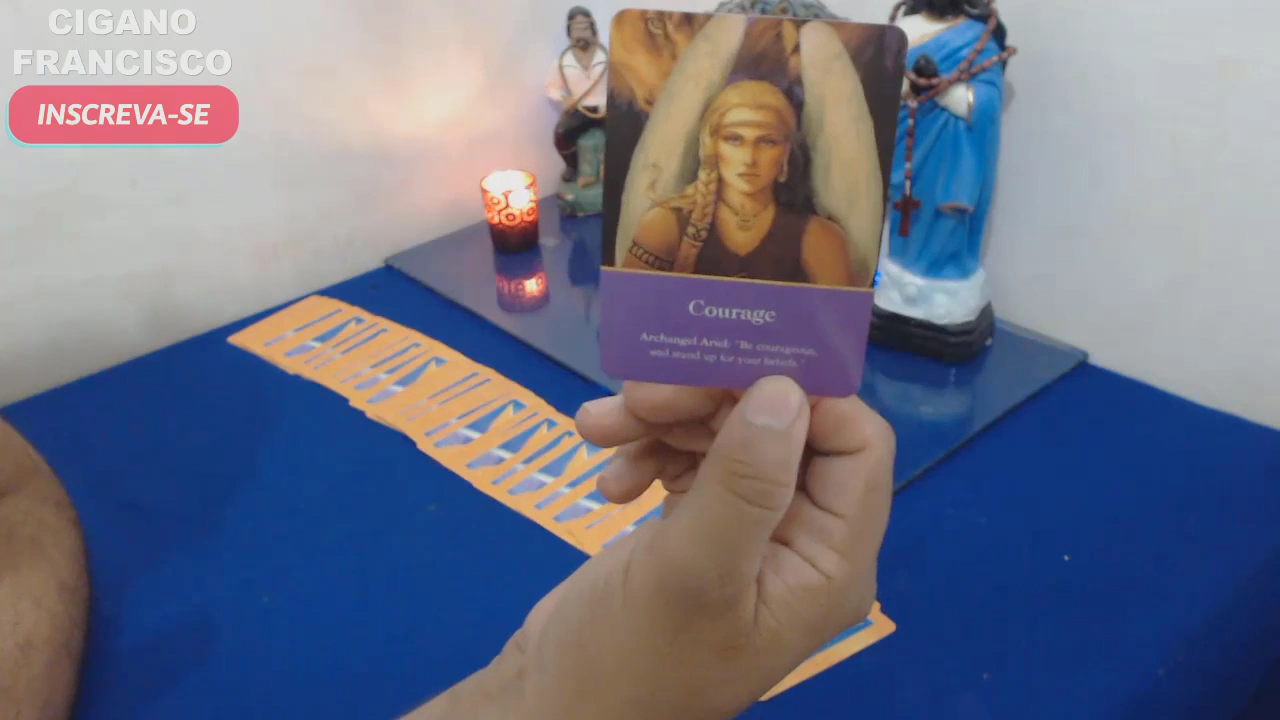 CIGANO
FRANCISCO
INSCREVA-SE
Courage
Archangel Ariel: "Be courageous,
and stand up for your beliefs."